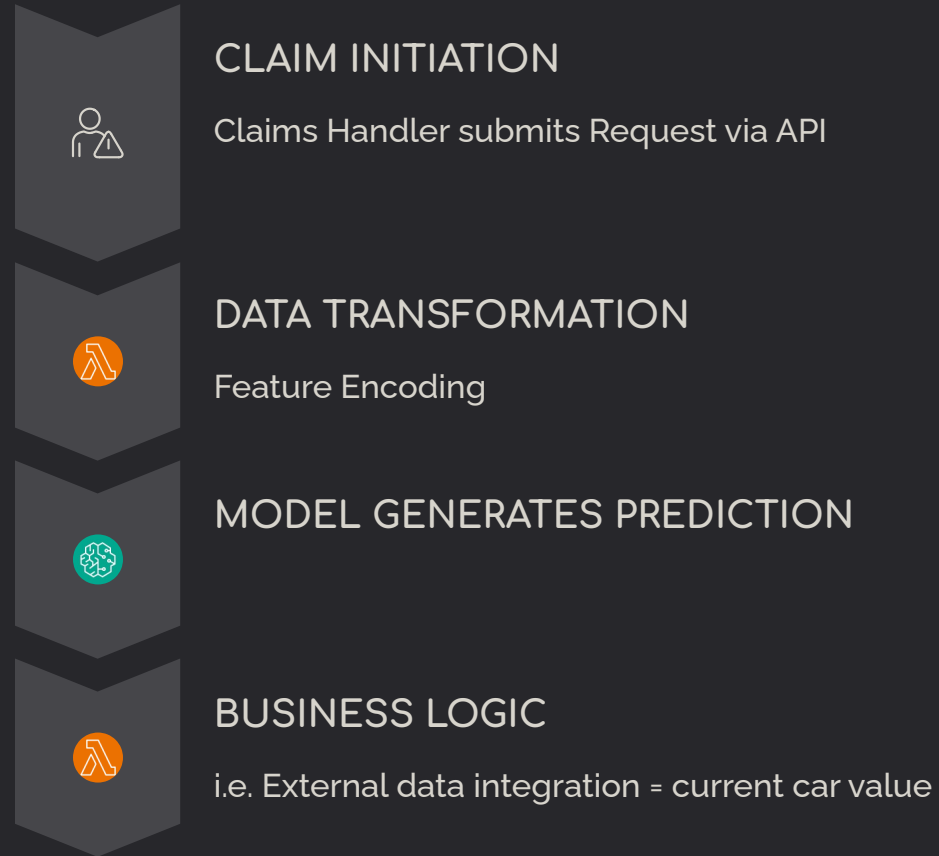 CLAIM INITIATION
Claims Handler submits Request via API
DATA TRANSFORMATION
Feature Encoding
MODEL GENERATES PREDICTION
BUSINESS LOGIC
i.e. External data integration = current car value